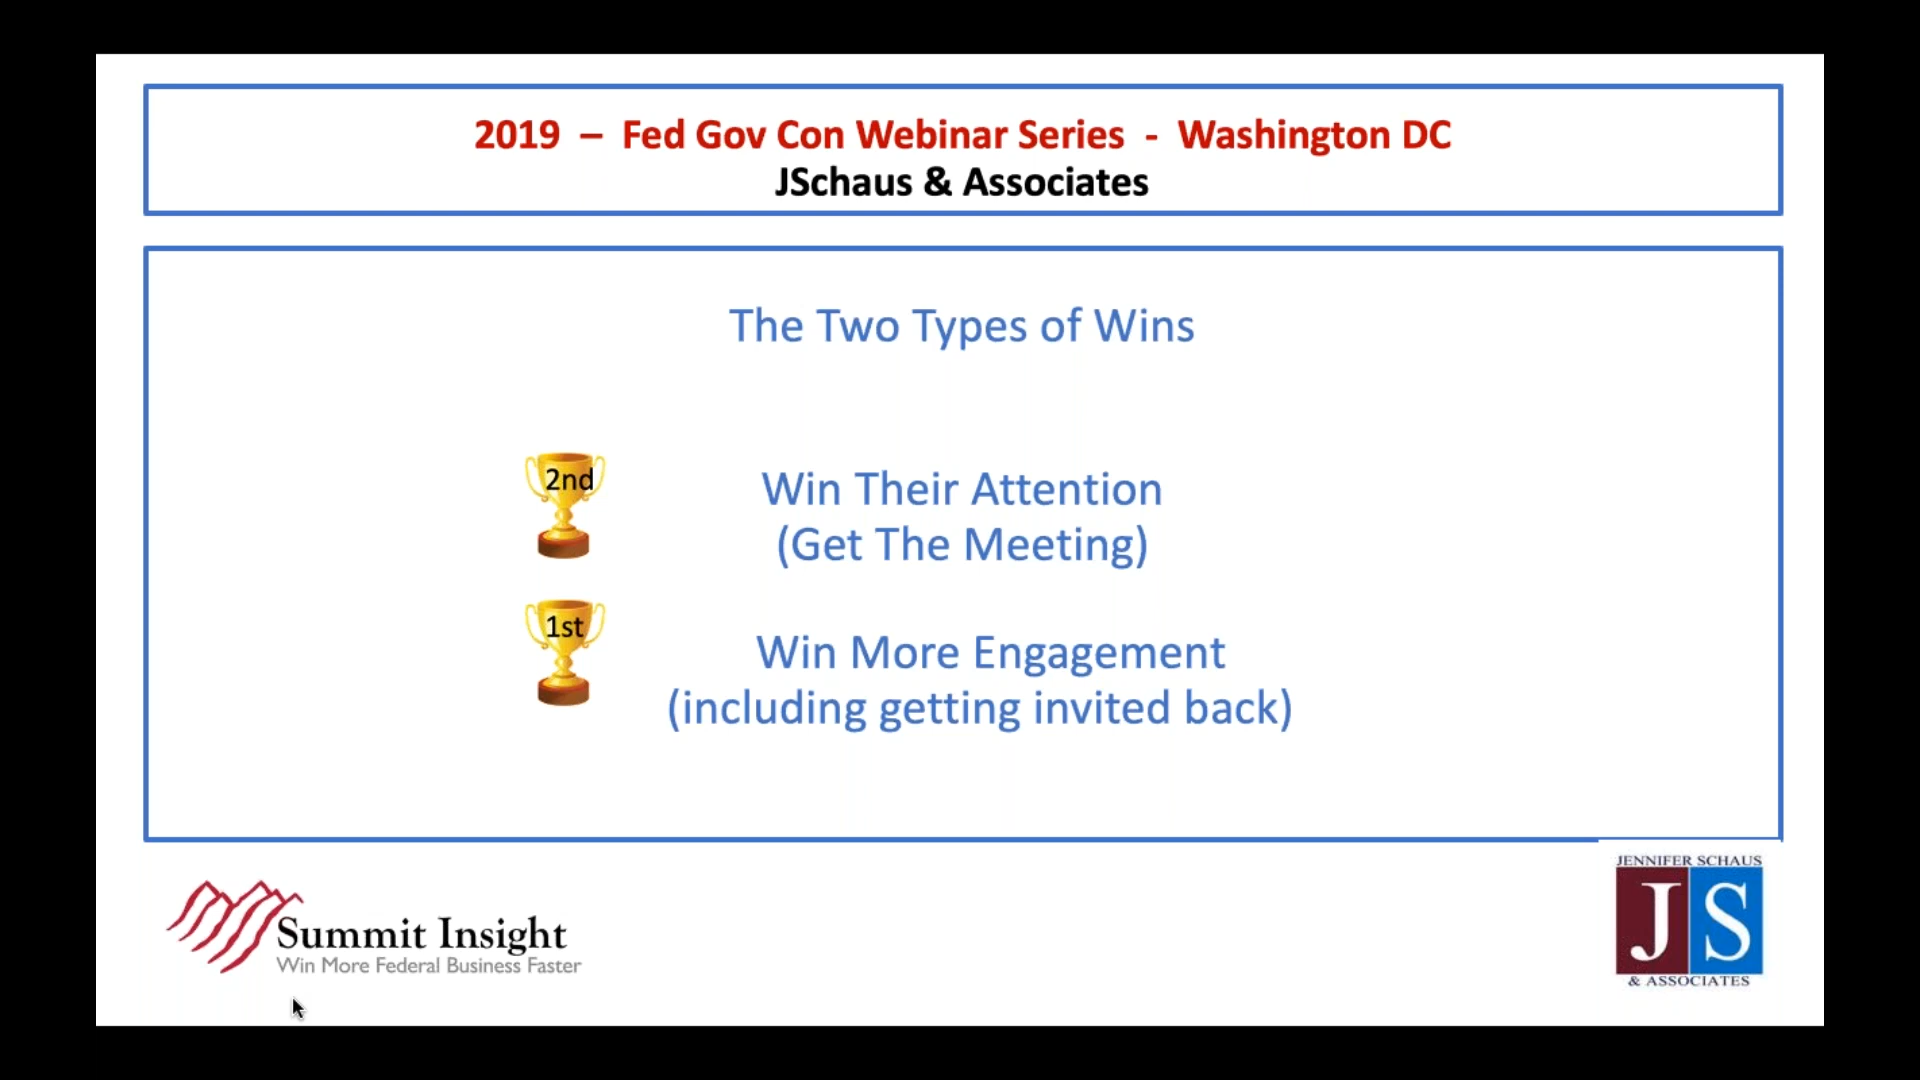 2019 – Fed Gov Con Webinar Series - Washington DC
JSchaus & Associates
The Two Types of Wins
2nd
Win Their Attention
(Get The Meeting)
1st
Win More Engagement
(including getting invited back)
Summit Insight
Win More Federal Business Faster
JENNIFER SCHAUS
JS
& ASSOCIATES